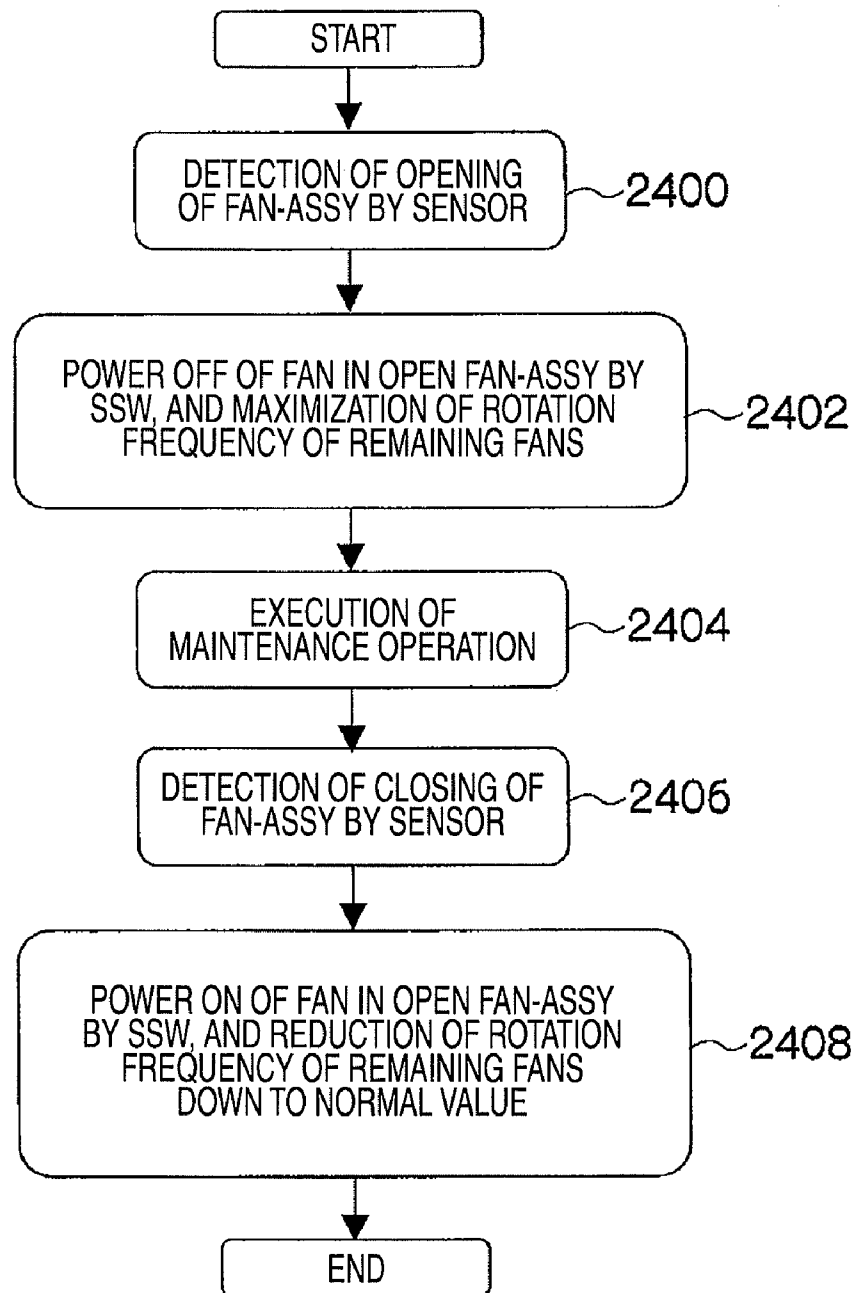 START
DETECTION OF OPENING
OF FAN-ASSY BY SENSOR
2400
POWER OFF OF FAN IN OPEN FAN-ASSY BY
SSW, AND MAXIMIZATION OF ROTATION
FREQUENCY OF REMAINING FANS
2402
EXECUTION OF
MAINTENANCE OPERATION
2404
DETECTION OF CLOSING OF
FAN-ASSY BY SENSOR
2406
POWER ON OF FAN IN OPEN FAN-ASSY
BY SSW, AND REDUCTION OF ROTATION
FREQUENCY OF REMAINING FANS
DOWN TO NORMAL VALUE
2408
END